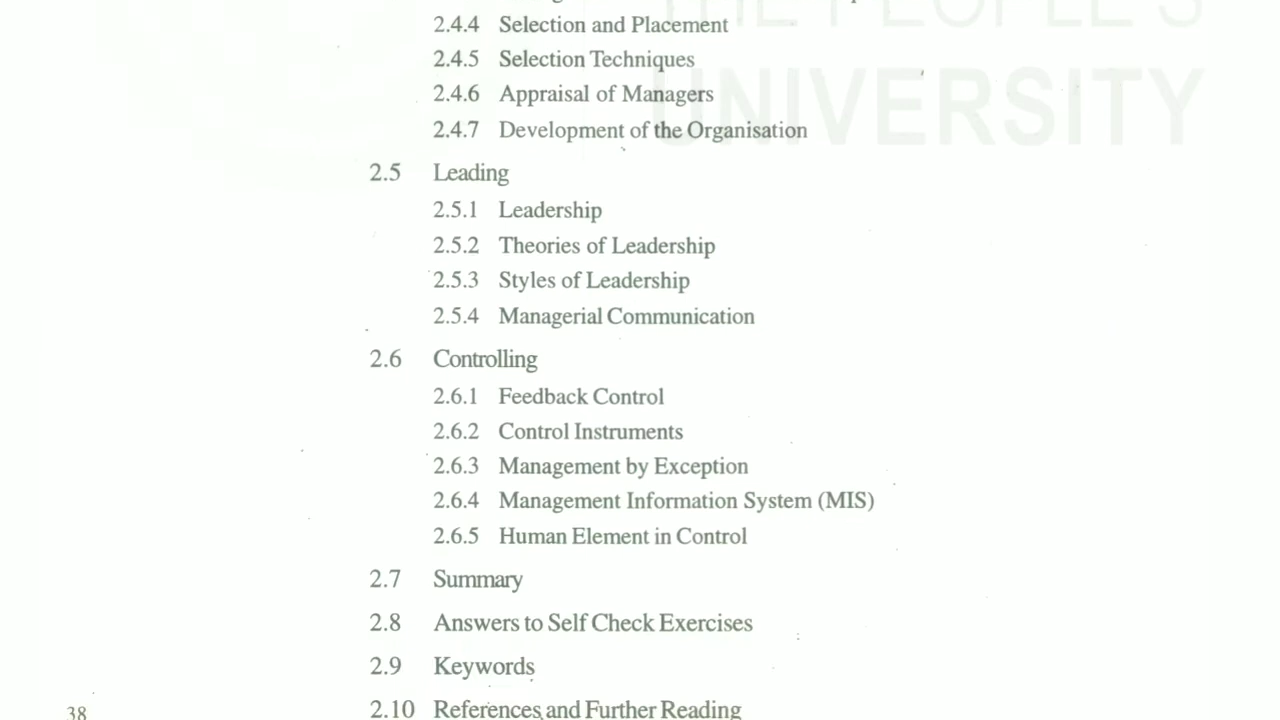 THE PEOPLE'S
UNIVERSITY
2.4.4 Selection and Placement
2.4.5 Selection Techniques
2.4.6 Appraisal of Managers
2.4.7 Development of the Organisation
2.5 Leading
2.5.1 Leadership
2.5.2 Theories of Leadership
2.5.3 Styles of Leadership
2.5.4 Managerial Communication
2.6 Controlling
2.6.1 Feedback Control
2.6.2 Control Instruments
2.6.3 Management by Exception
2.6.4 Management Information System (MIS)
2.6.5 Human Element in Control
2.7 Summary
2.8 Answers to Self Check Exercises
2.9 Keywords
2.10 References and Further Reading
38